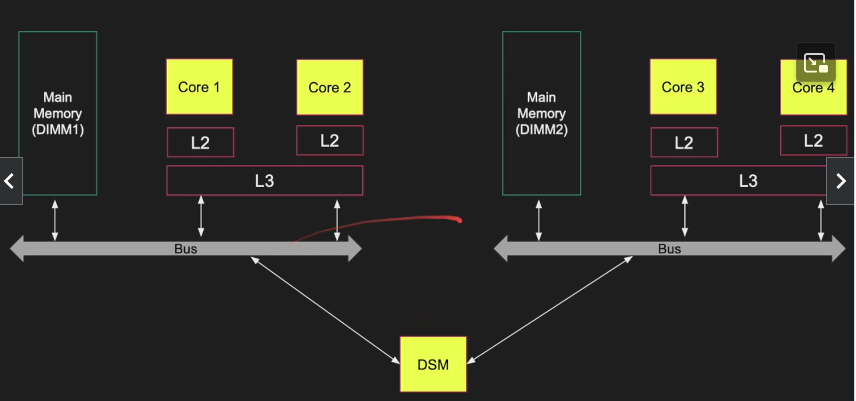 Main
Memory
(DIMM1)
Core 1
Core 2
L2
L2
L3
Bus
Main
Memory
(DIMM2)
Core 3
Core 4
L2
L2
L3
Bus
DSM